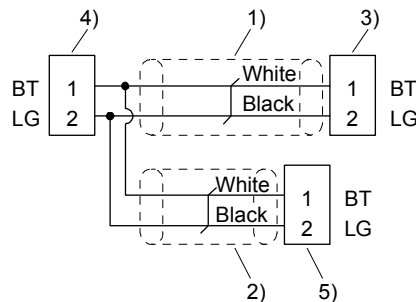 4) 1) 3)
White
BT 1 1 BT
Black
LG 2 2 LG
White
1 BT
Black
2 LG
2) 5)